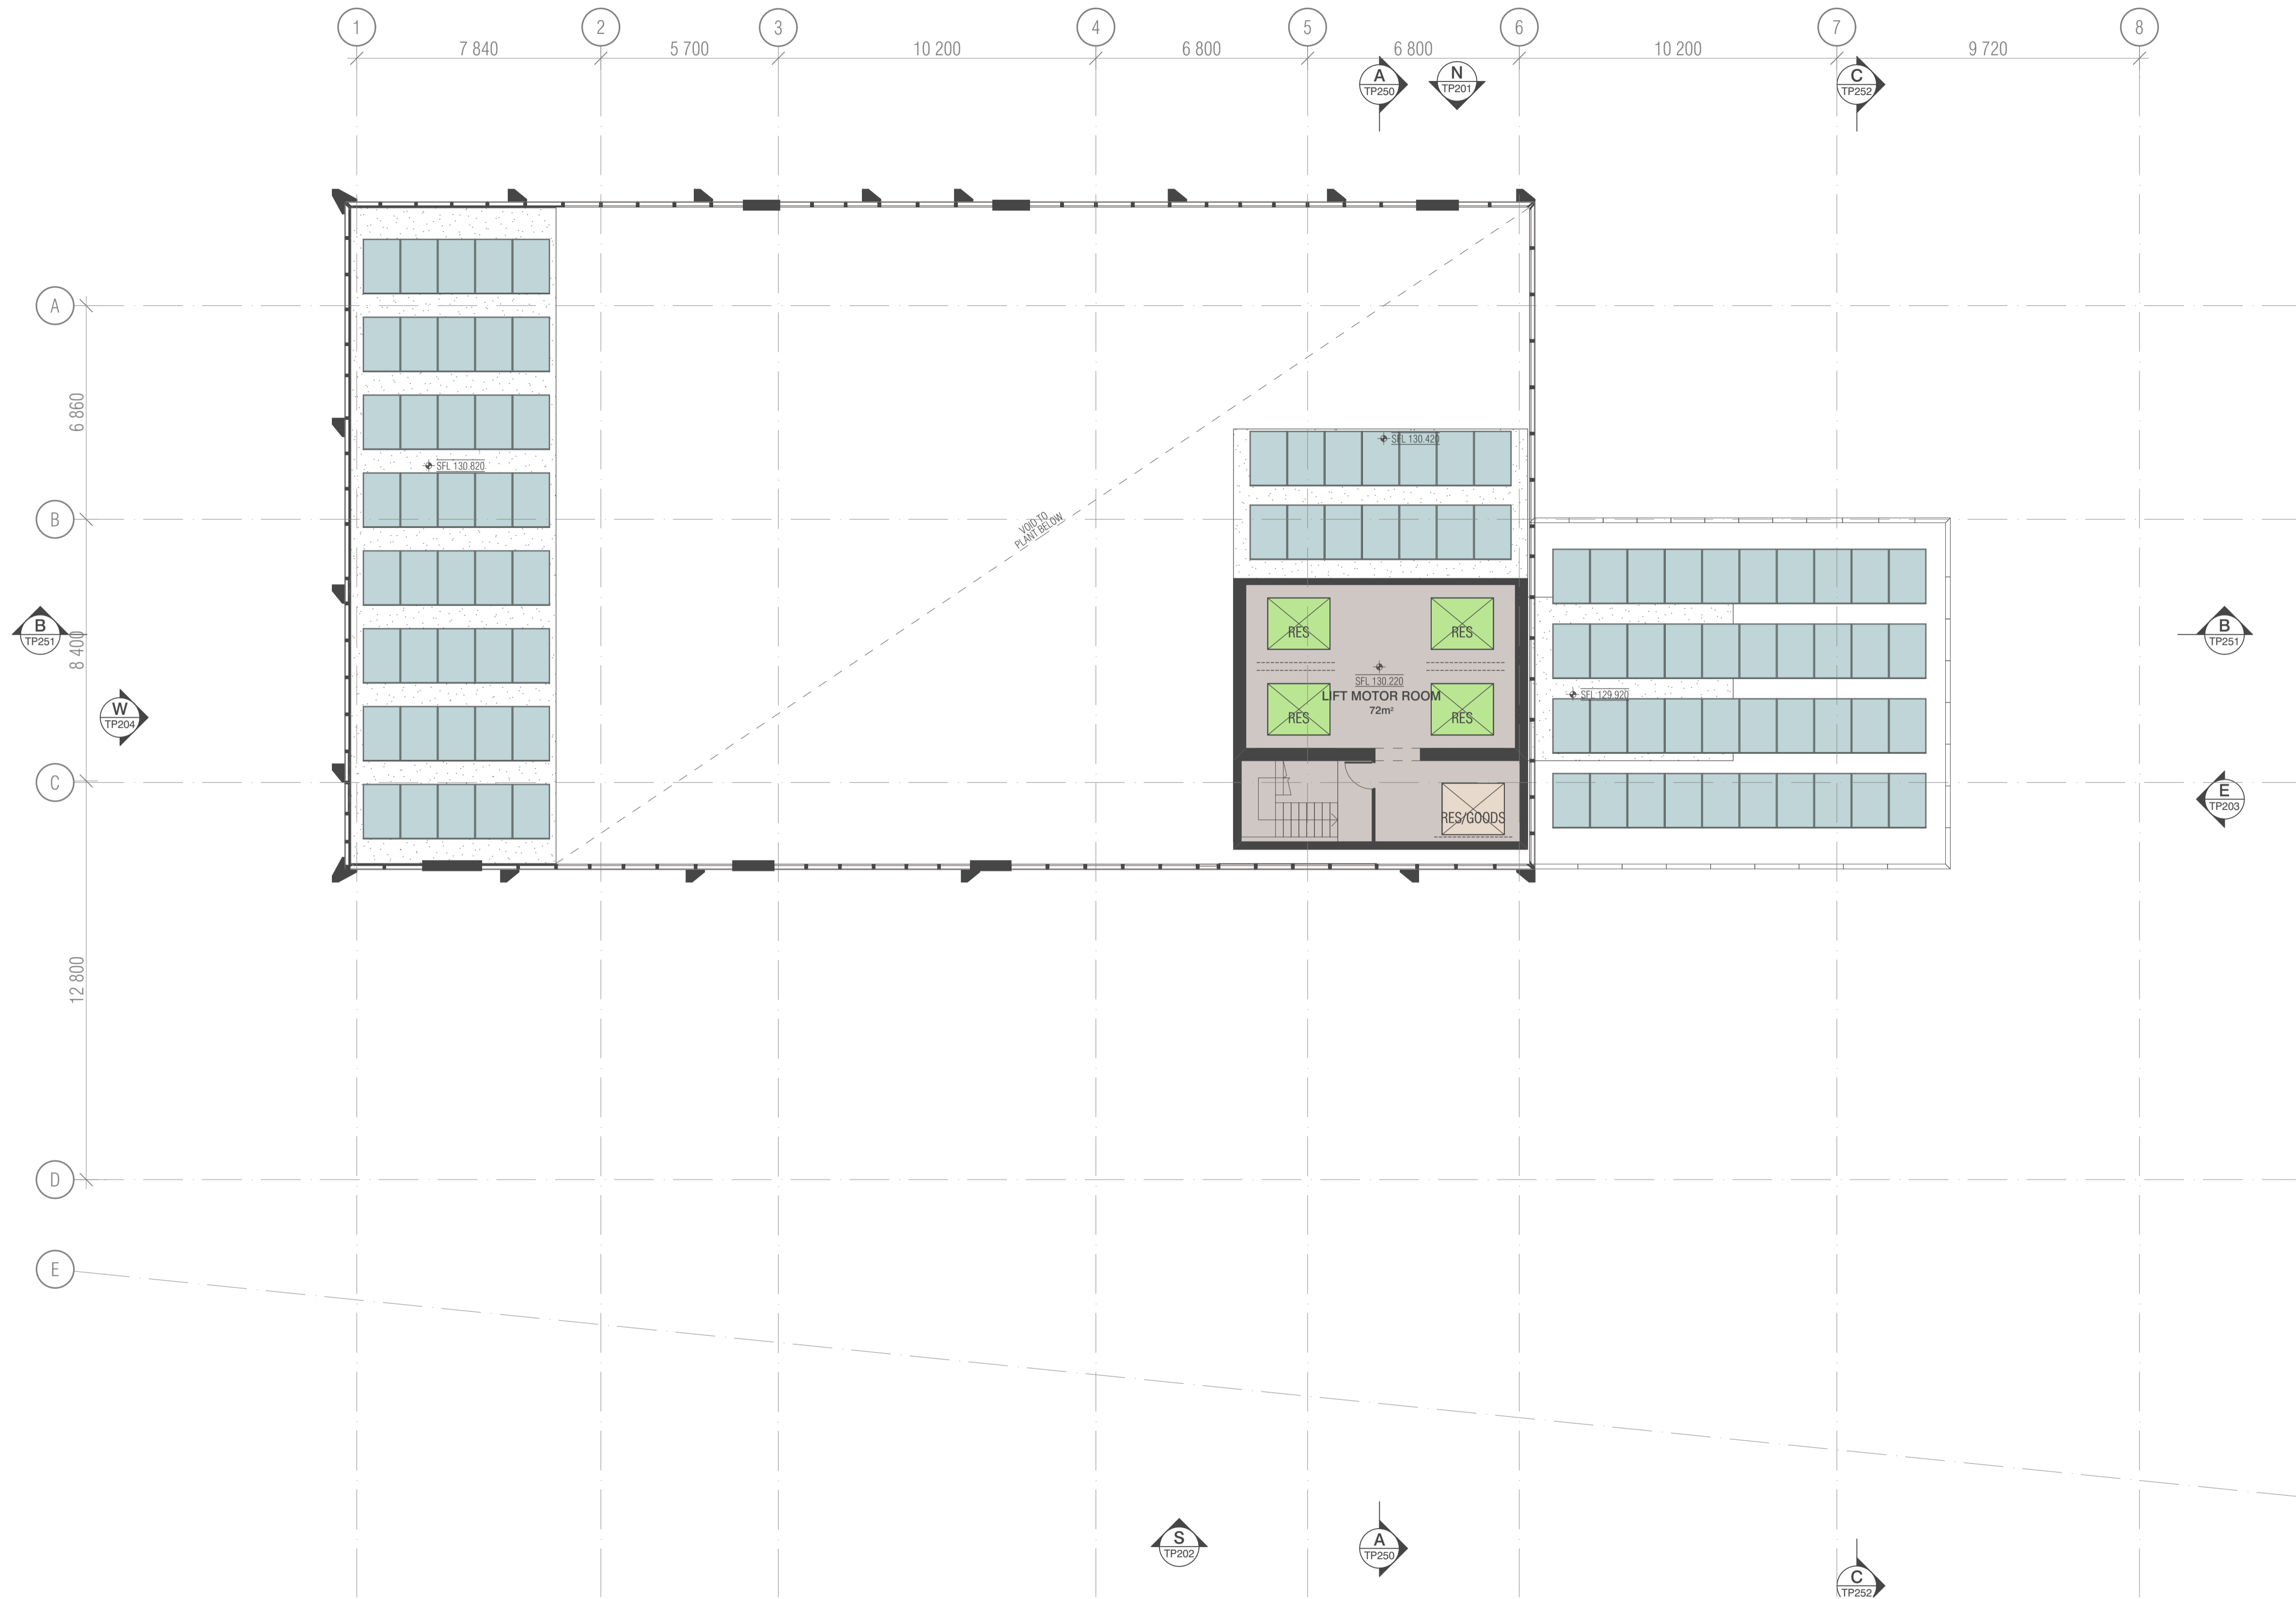 1 2 3 4 5 6 7 8
7 840 5 700 10 200 6 800 6 800 10 200 9 720
A
TP250
N
TP201
C
TP252
A
6 860
SFL 130.420
SFL 130.820
B
VOID TO
PLANT BELOW
B
TP251
8 400
RES RES
B
TP251
SFL 130.220
LIFT MOTOR ROOM
72m²
SFL 129.920
W
TP204
RES RES
C
E
TP203
RES/GOODS
12 800
D
E
S
TP202
A
TP250
C
TP252